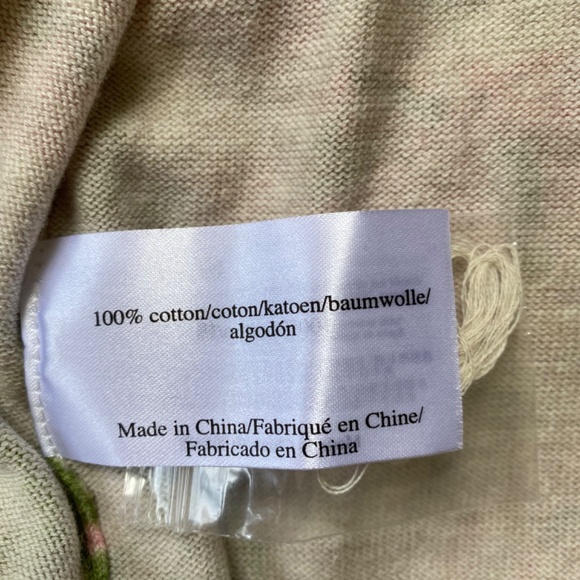 100% cotton/coton/katoen/baumwolle/
algodón
Made in China/Fabriqué en Chine/
Fabricado en China